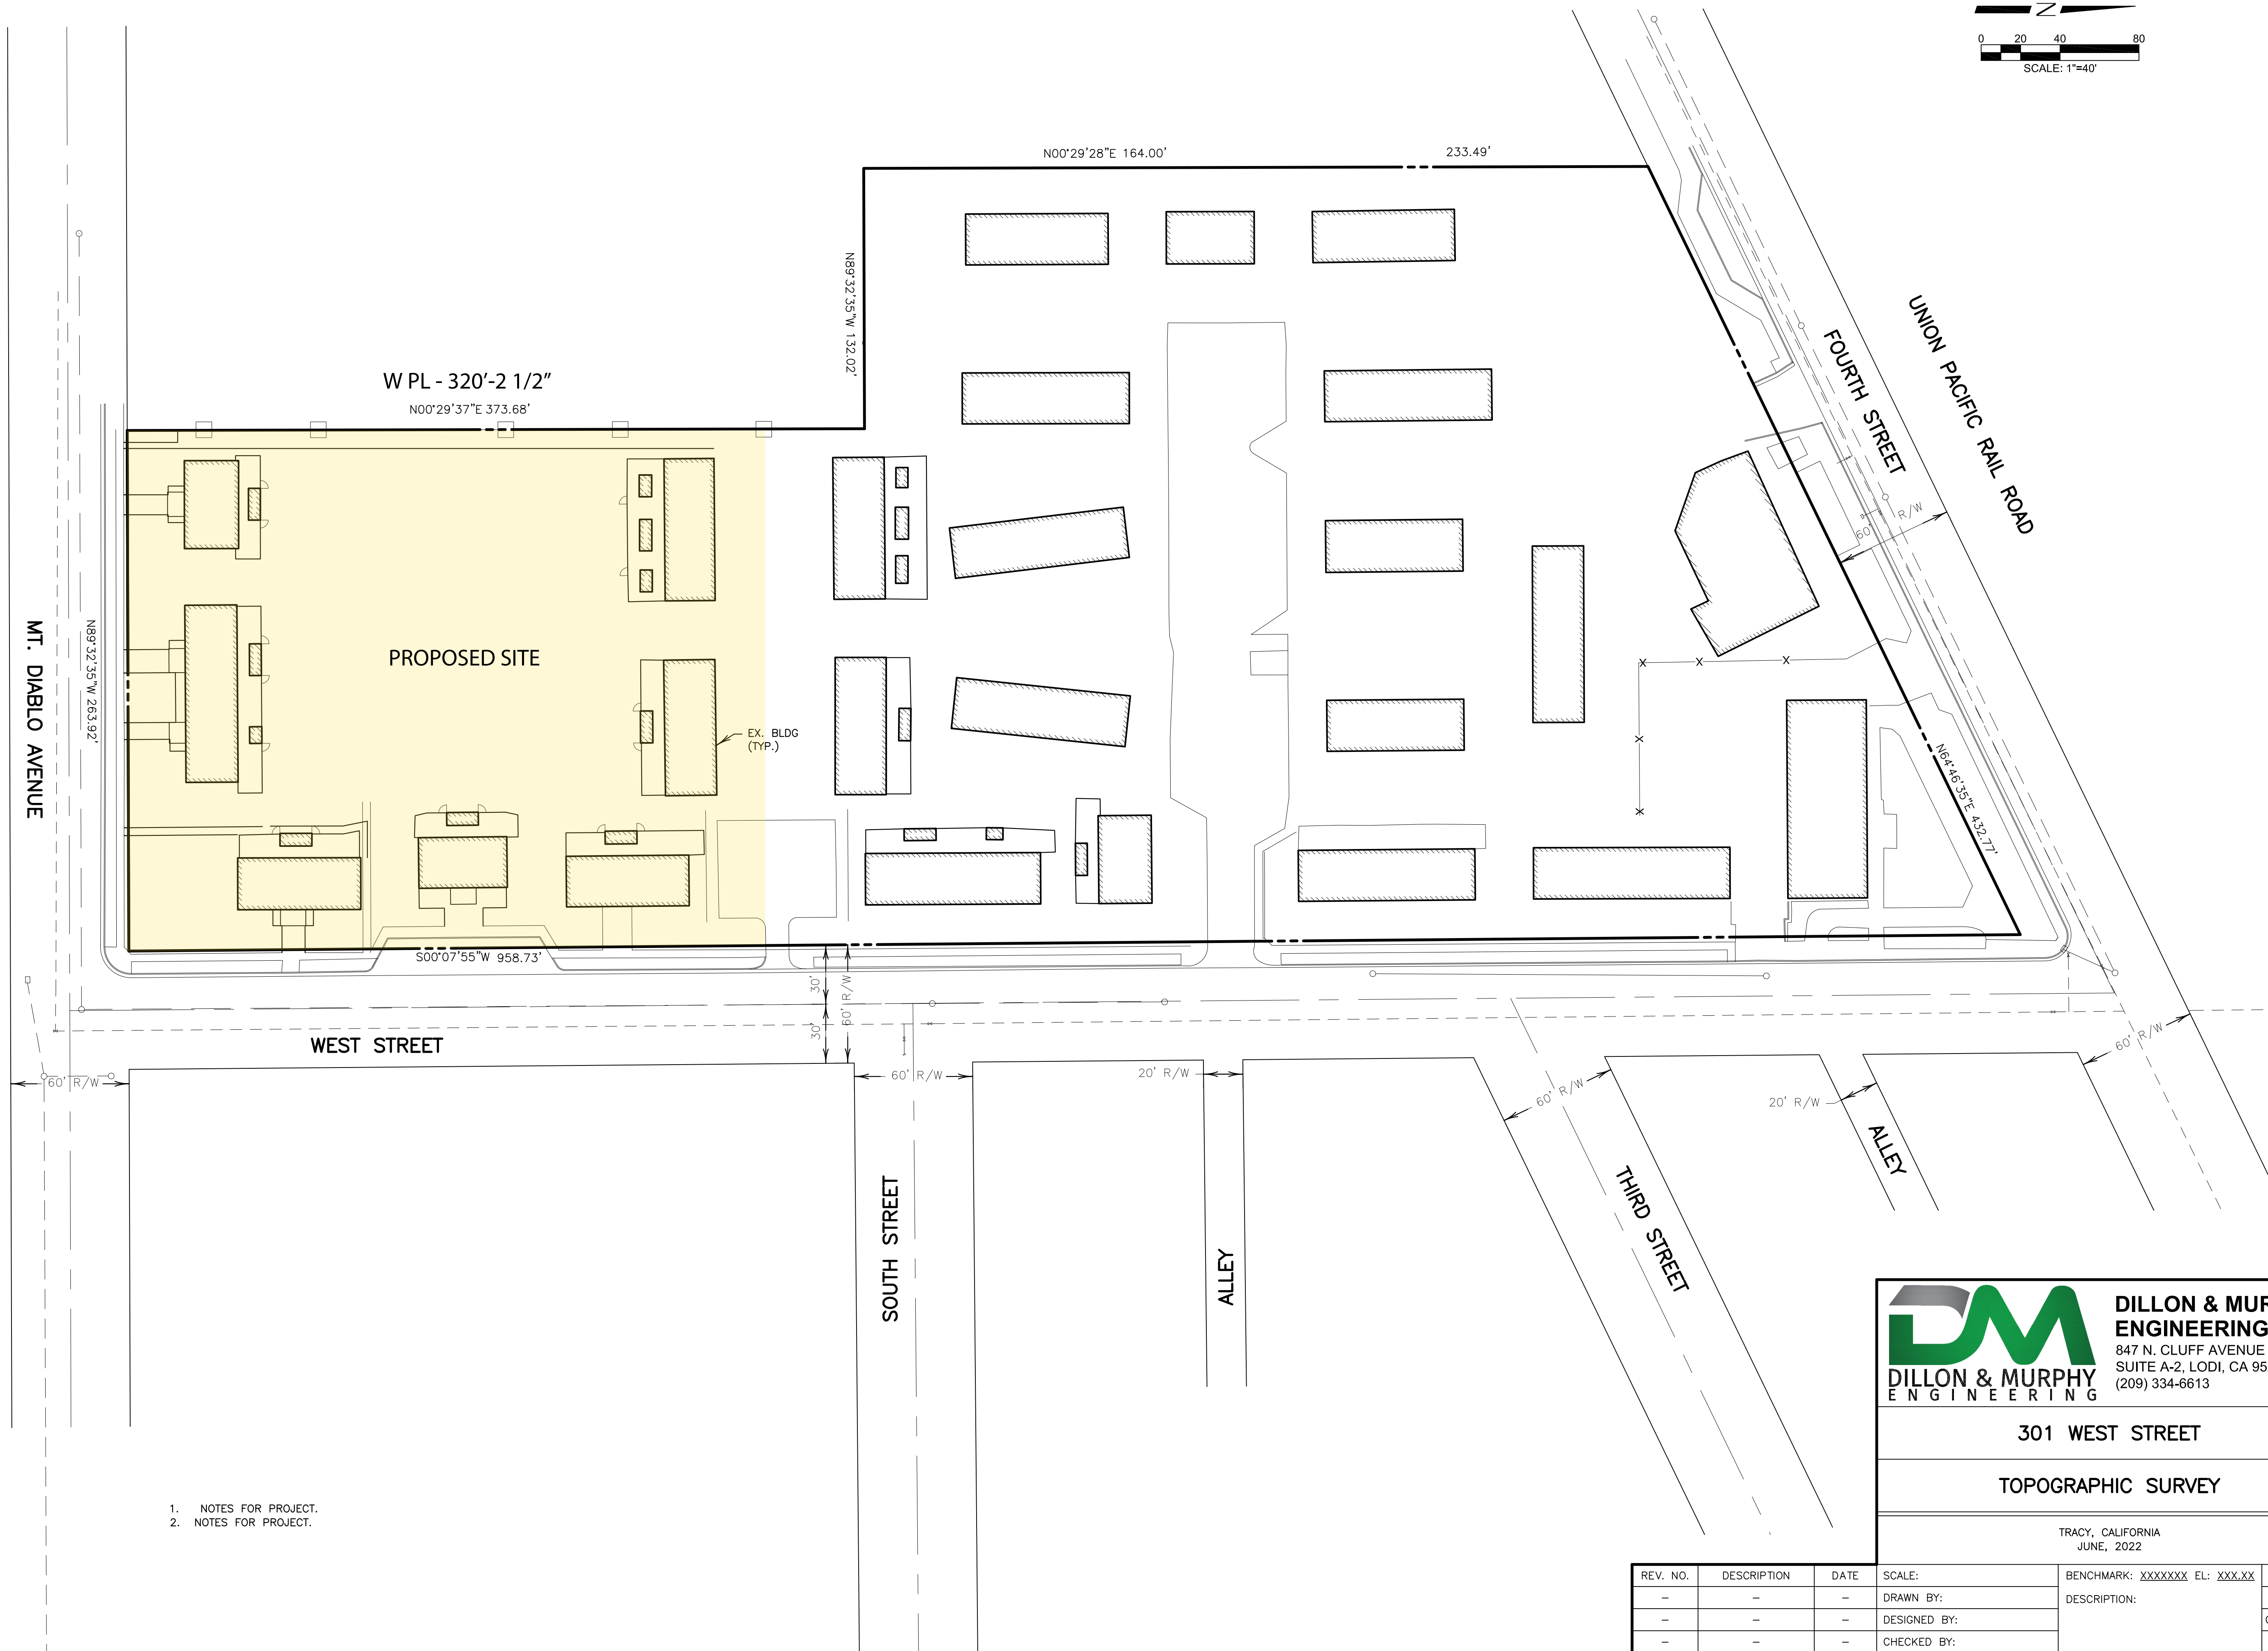 N
0 20 40 80
SCALE: 1"=40'
N00°29'28"E 164.00'
233.49'
N89°32'35"W 132.02'
W PL - 320'-2 1/2"
N00°29'37"E 373.68'
UNION PACIFIC RAIL ROAD
FOURTH STREET
60' R/W
MT. DIABLO AVENUE
N89°32'35"W 263.92'
PROPOSED SITE
EX. BLDG
(TYP.)
X X X
X
X
N64°46'35"E 432.77'
S00°07'55"W 958.73'
30'
30'
60' R/W
WEST STREET
60' R/W
60' R/W
20' R/W
60' R/W
20' R/W
60' R/W
SOUTH STREET
ALLEY
THIRD STREET
ALLEY
1. NOTES FOR PROJECT.
2. NOTES FOR PROJECT.
DM
DILLON & MURPHY
ENGINEERING
DILLON & MUR
ENGINEERING
847 N. CLUFF AVENUE
SUITE A-2, LODI, CA 95
(209) 334-6613
301 WEST STREET
TOPOGRAPHIC SURVEY
TRACY, CALIFORNIA
JUNE, 2022
REV. NO. DESCRIPTION DATE SCALE: BENCHMARK: XXXXXXX EL: XXX.XX
– – – DRAWN BY: DESCRIPTION:
– – – DESIGNED BY:
– – – CHECKED BY: